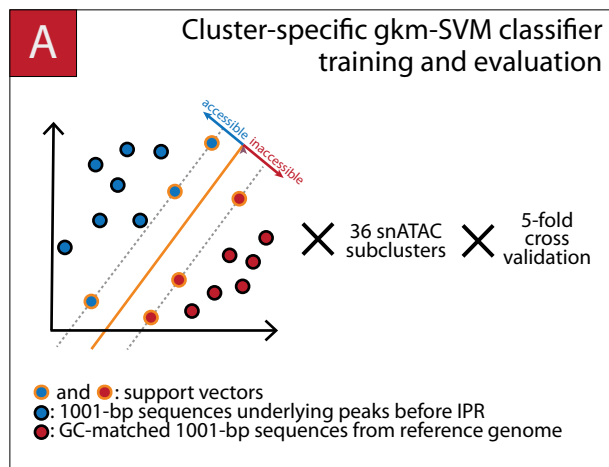 A
Cluster-specific gkm-SVM classifier
training and evaluation
accessible
inaccessible
36 snATAC
subclusters
5-fold
cross
validation
and : support vectors
: 1001-bp sequences underlying peaks before IPR
: GC-matched 1001-bp sequences from reference genome